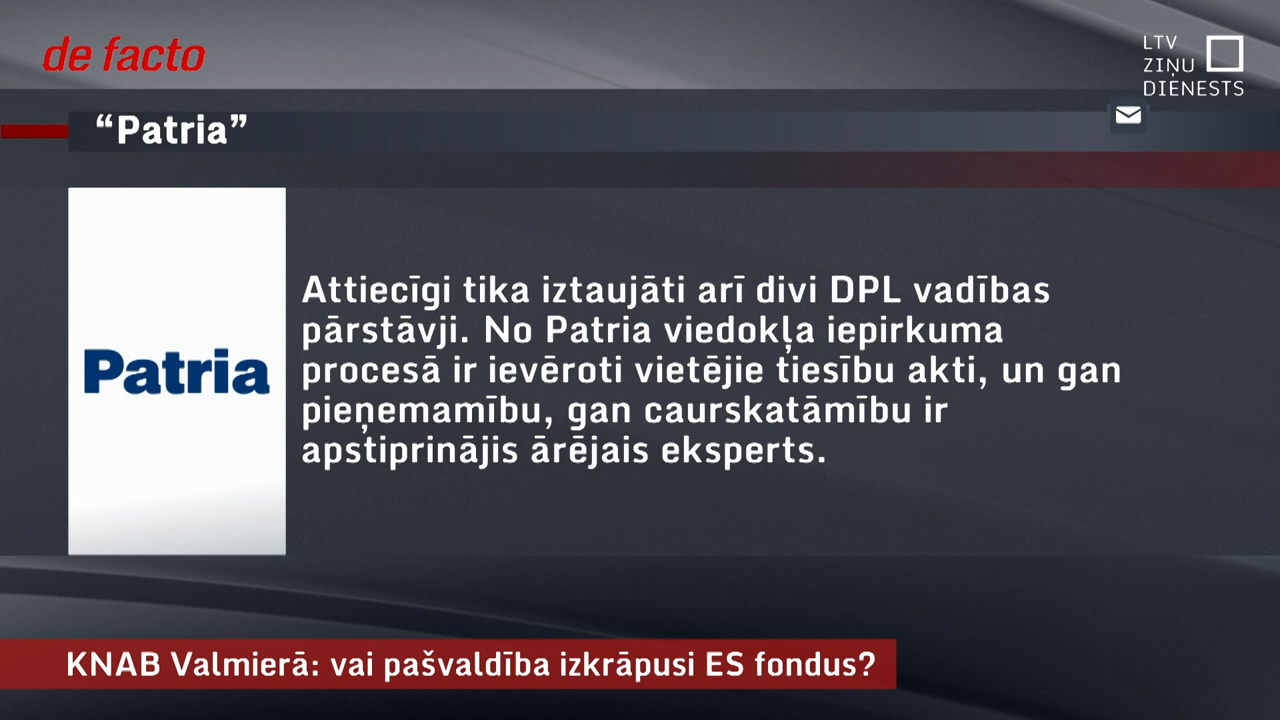 de facto
LTV
ZIŅU
DIENESTS
“Patria”
Patria
Attiecīgi tika iztaujāti arī divi DPL vadības
pārstāvji. No Patria viedokļa iepirkuma
procesā ir ievēroti vietējie tiesību akti, un gan
pieņemamību, gan caurskatāmību ir
apstiprinājis ārējais eksperts.
KNAB Valmierā: vai pašvaldība izkrāpusi ES fondus?